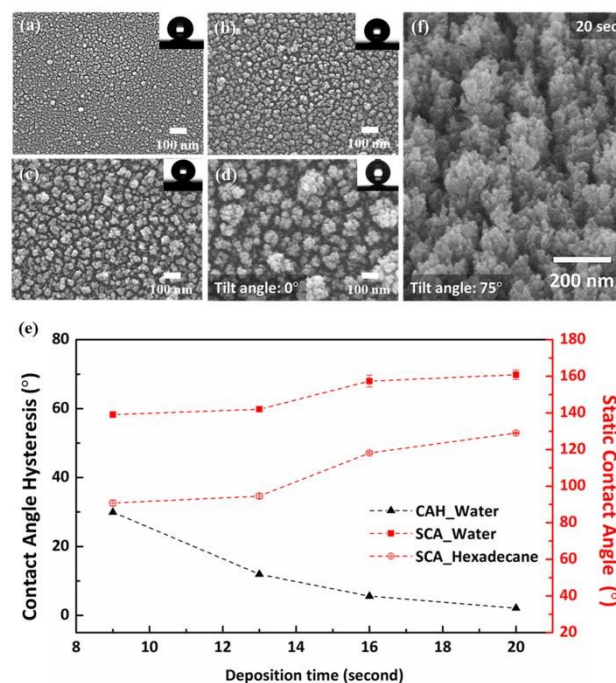 (a)
100 nm
(b)
100 nm
(f)
20 sec
(c)
100 nm
(d)
Tilt angle: 0°
100 nm
Tilt angle: 75°
200 nm
(e)
Contact Angle Hysteresis (°)
80
60
40
20
0
180
160
140
120
100
80
60
40
20
Static Contact Angle (°)
CAH_Water
SCA_Water
SCA_Hexadecane
8
10
12
14
16
18
20
Deposition time (second)